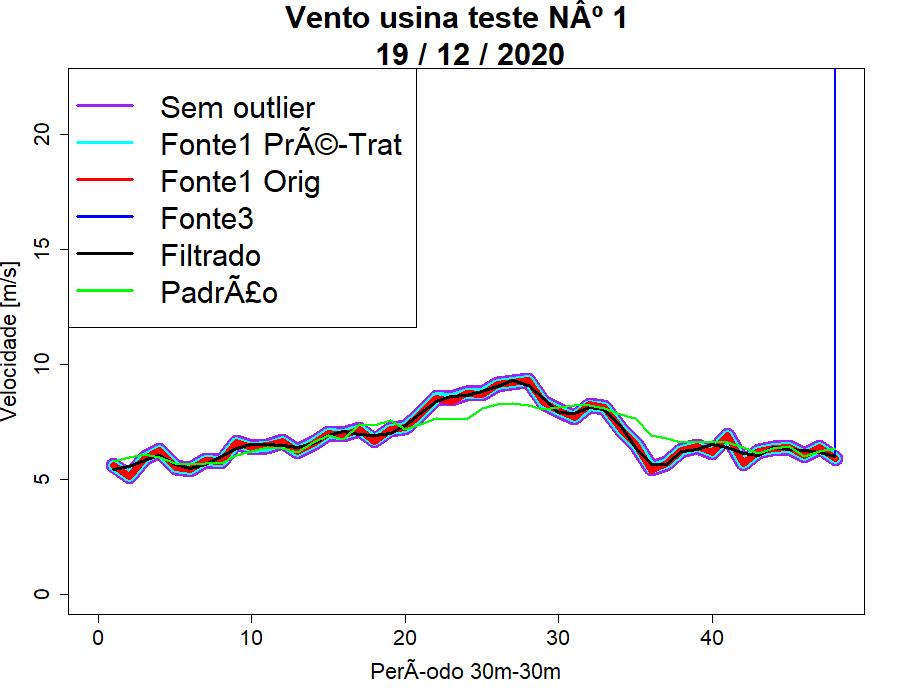 Vento usina teste NÂº 1
19 / 12 / 2020
Sem outlier
Fonte1 PrÃ©-Trat
Fonte1 Orig
Fonte3
Filtrado
PadrÃ£o
Velocidade [m/s]
20
15
10
5
0
0 10 20 30 40
PerÃ-odo 30m-30m